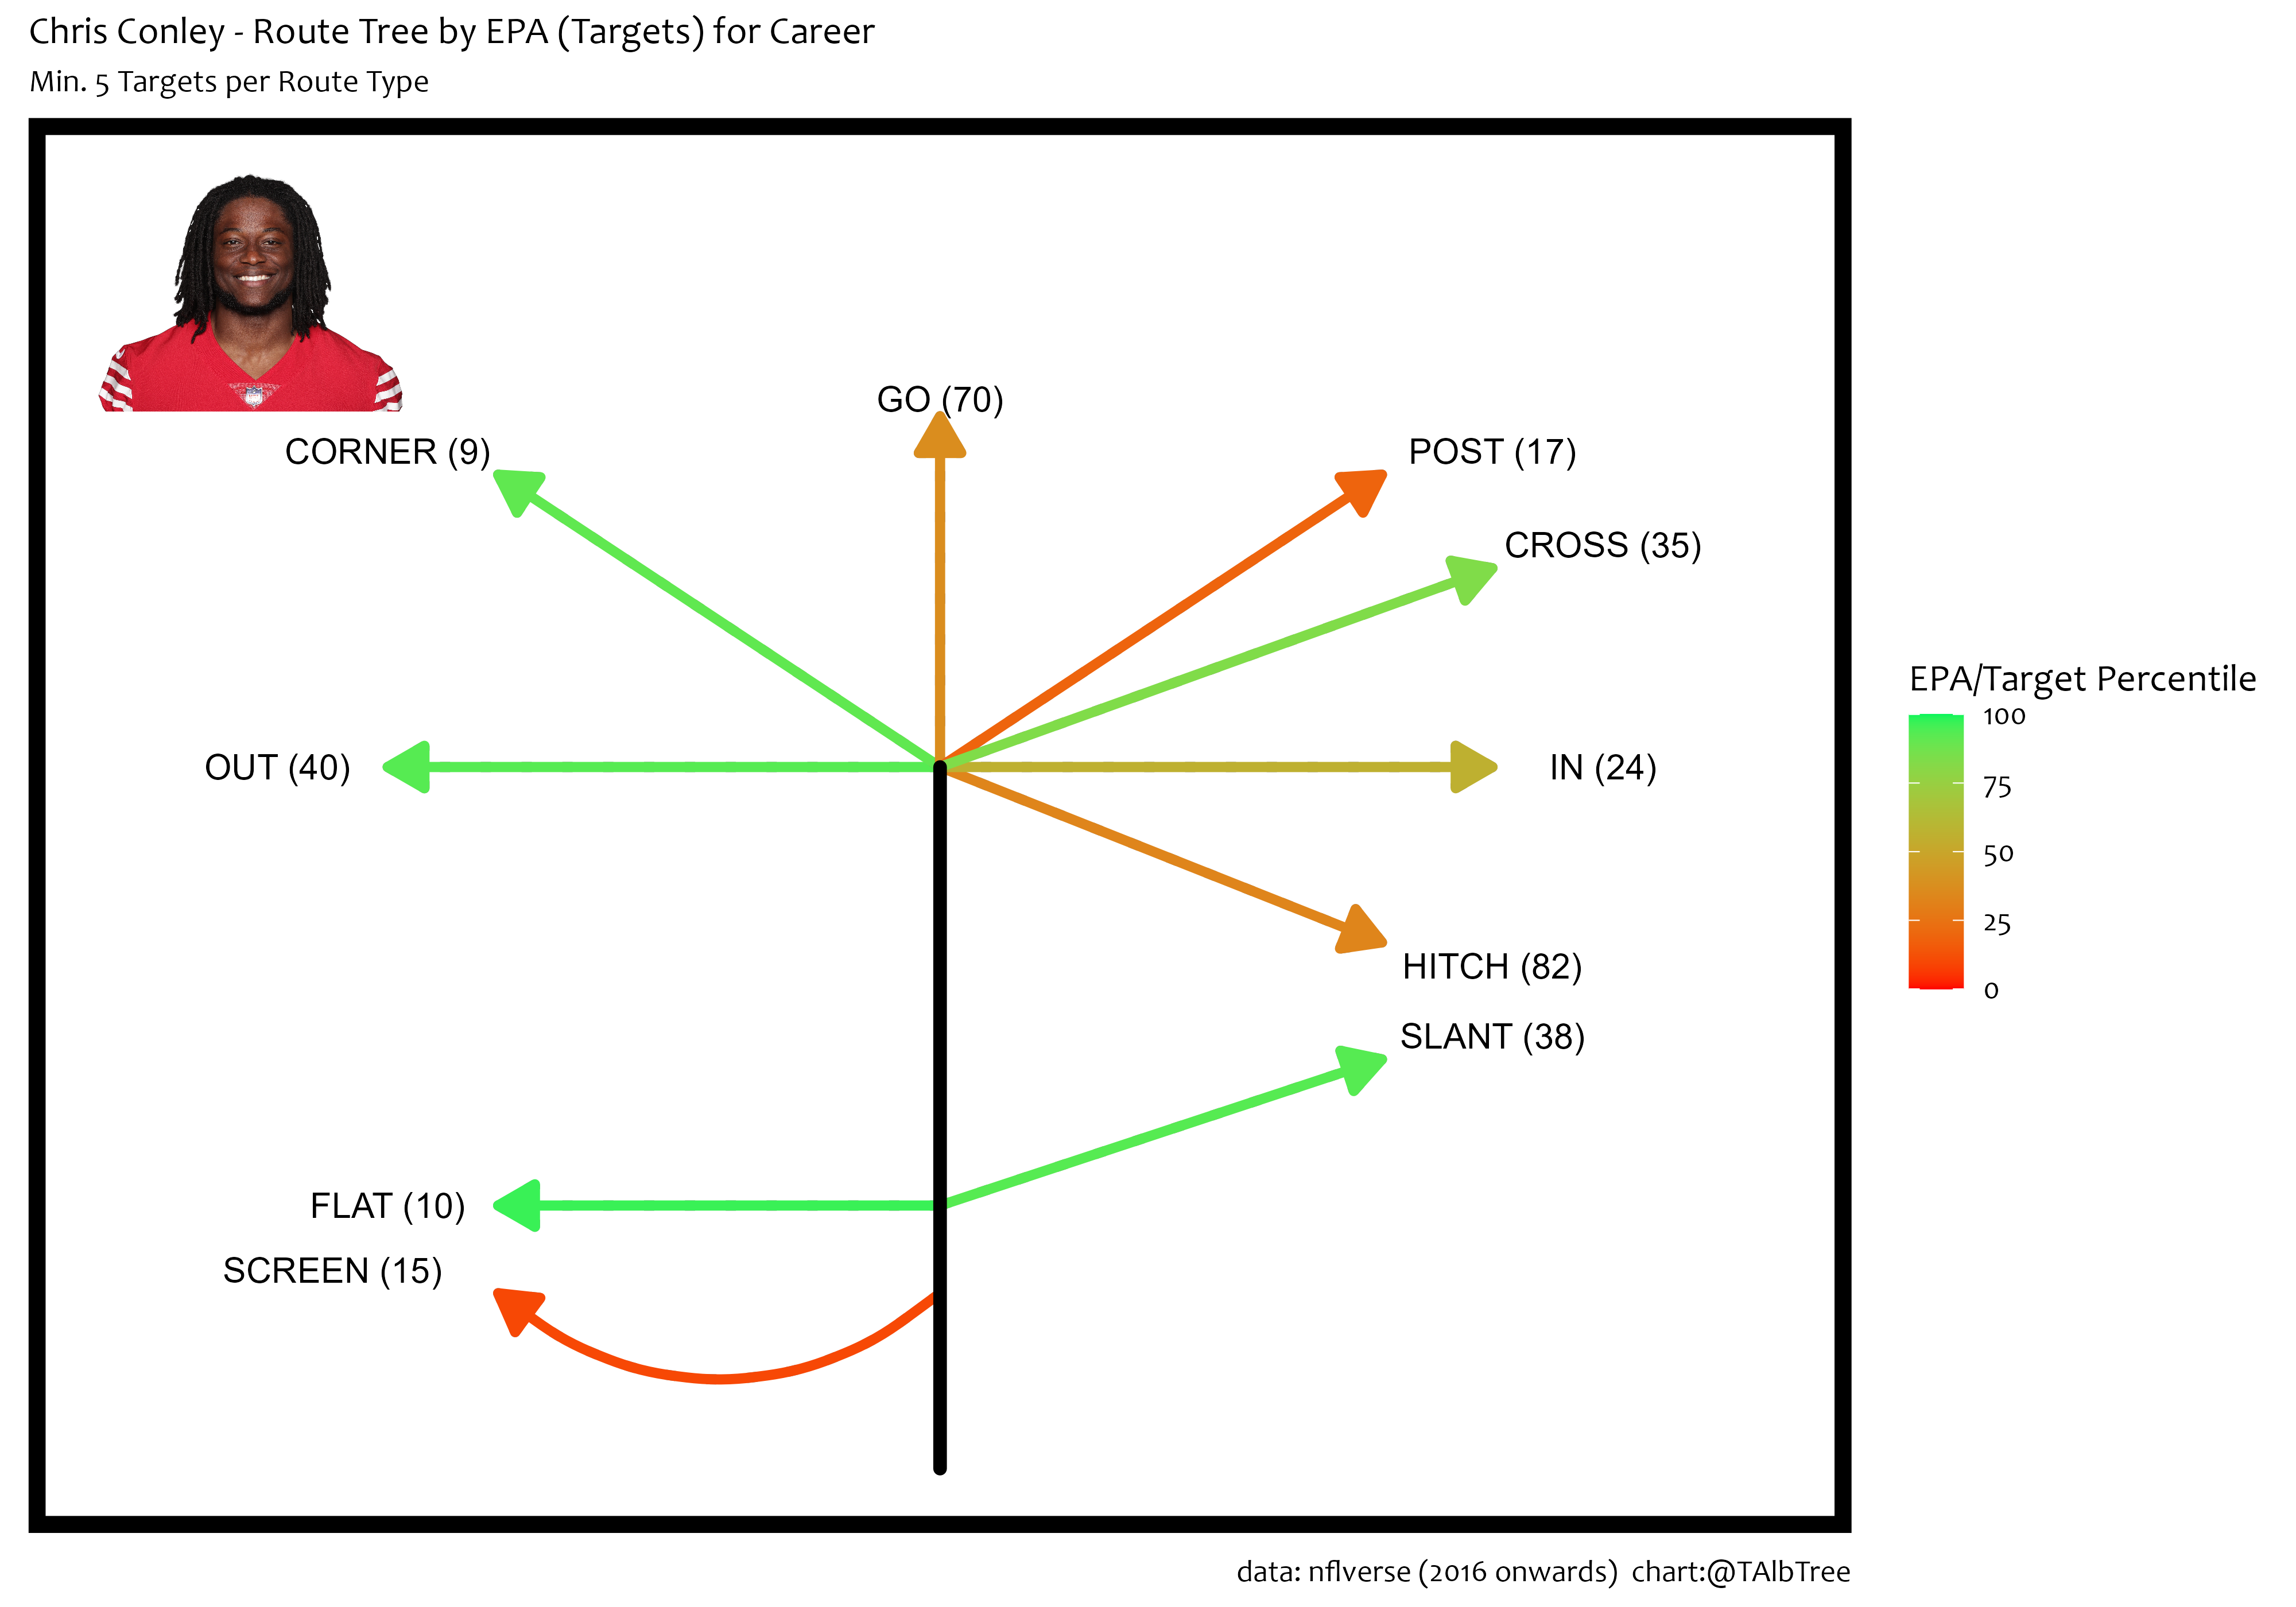 Chris Conley - Route Tree by EPA (Targets) for Career
Min. 5 Targets per Route Type
GO (70)
CORNER (9)
POST (17)
CROSS (35)
OUT (40)
IN (24)
HITCH (82)
SLANT (38)
FLAT (10)
SCREEN (15)
EPA/Target Percentile
100
75
50
25
0
data: nflverse (2016 onwards) chart:@TAlbTree